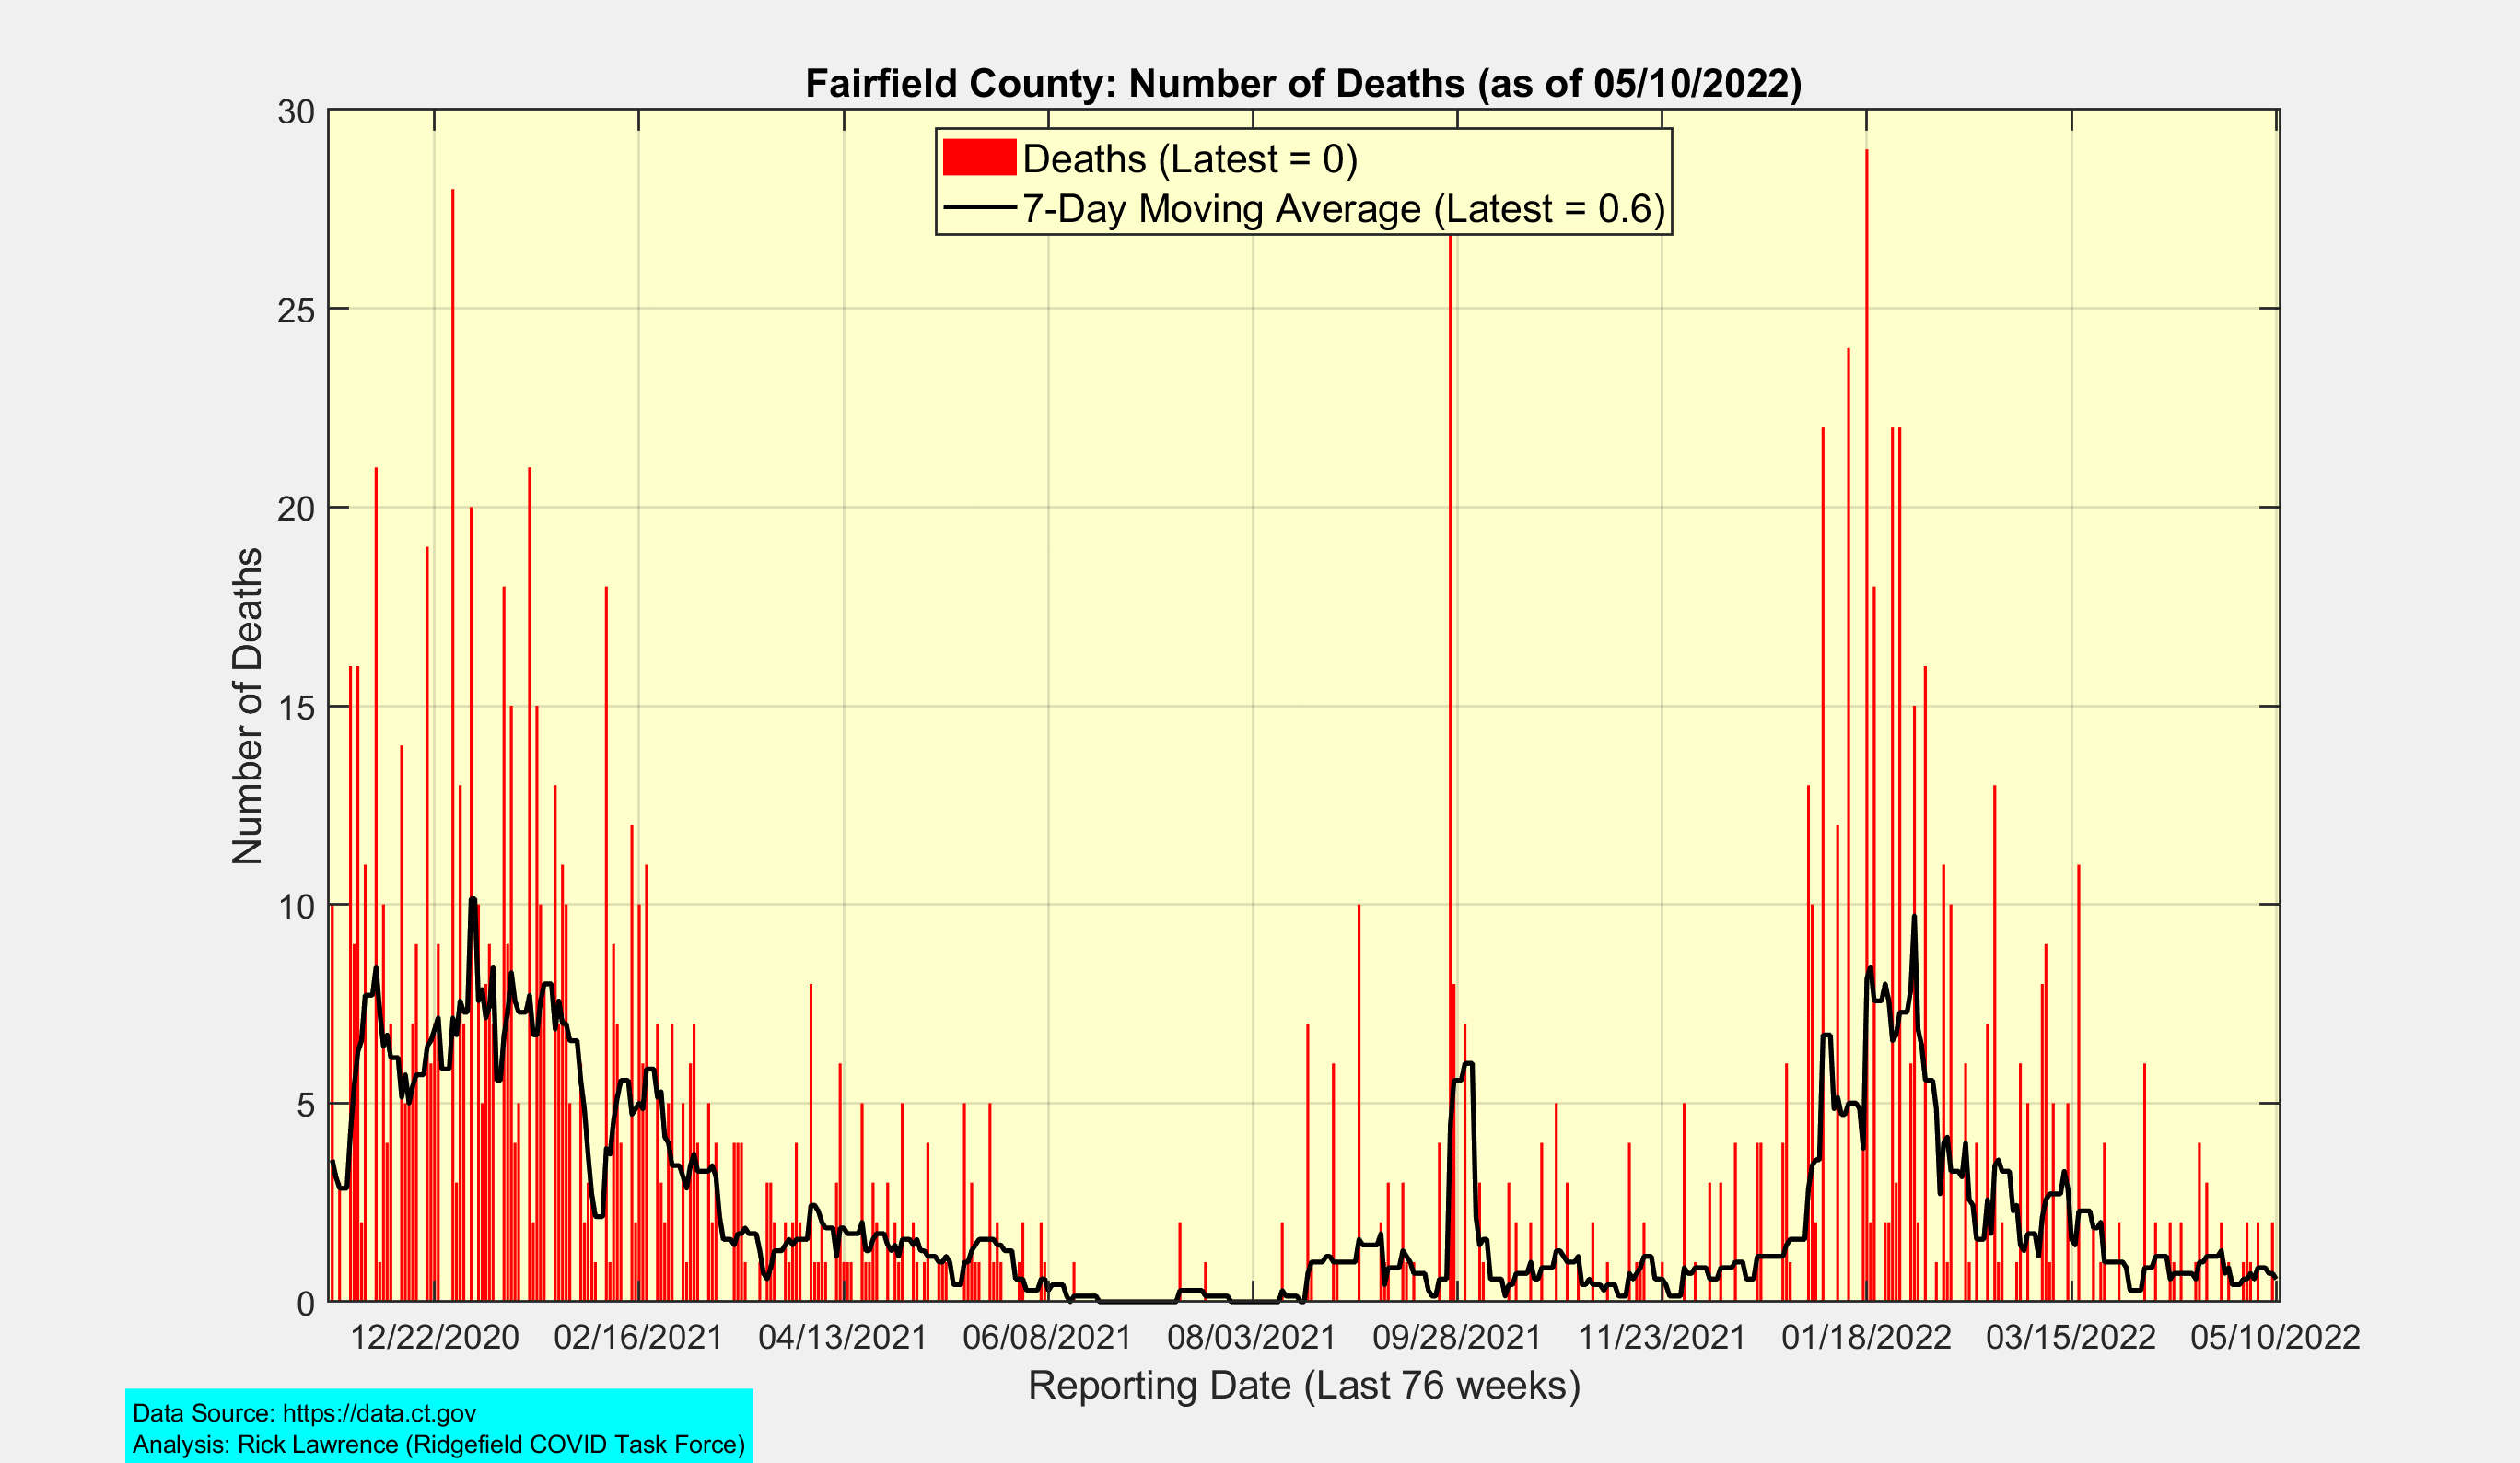 Fairfield County: Number of Deaths (as of 05/10/2022)
Deaths (Latest = 0)
7-Day Moving Average (Latest = 0.6)
30
25
20
15
10
5
0
Number of Deaths
12/22/2020 02/16/2021 04/13/2021 06/08/2021 08/03/2021 09/28/2021 11/23/2021 01/18/2022 03/15/2022 05/10/2022
Reporting Date (Last 76 weeks)
Data Source: https://data.ct.gov
Analysis: Rick Lawrence (Ridgefield COVID Task Force)